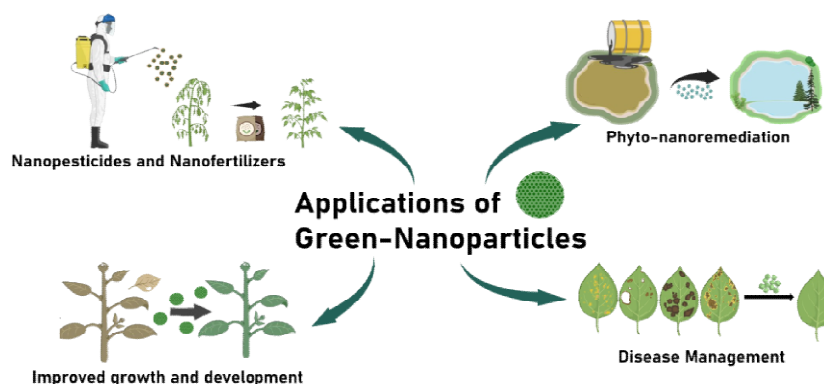 Nanopesticides and Nanofertilizers
Phyto-nanoremediation
Applications of
Green-Nanoparticles
Improved growth and development
Disease Management